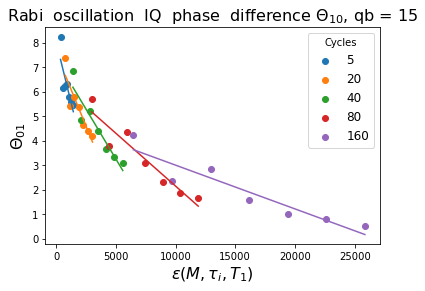 Rabi oscillation IQ phase difference Θ₁₀, qb = 15
Cycles
5
20
40
80
160
Θ₀₁
8
7
6
5
4
3
2
1
0
0 5000 10000 15000 20000 25000
ε(M, τᵢ, T₁)